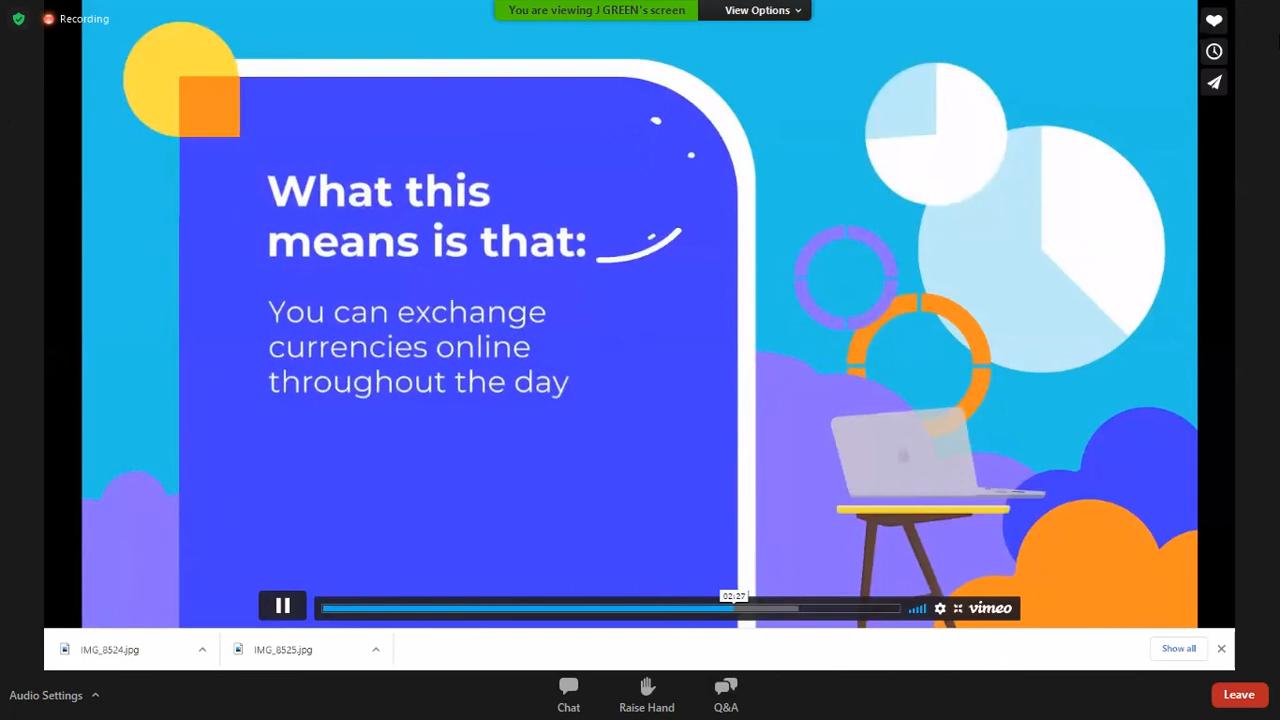 Recording
You are viewing J GREEN's screen
View Options
What this
means is that:
You can exchange
currencies online
throughout the day
02:27
vimeo
IMG_8524.jpg
IMG_8525.jpg
Show all
Audio Settings
Chat
Raise Hand
Q&A
Leave